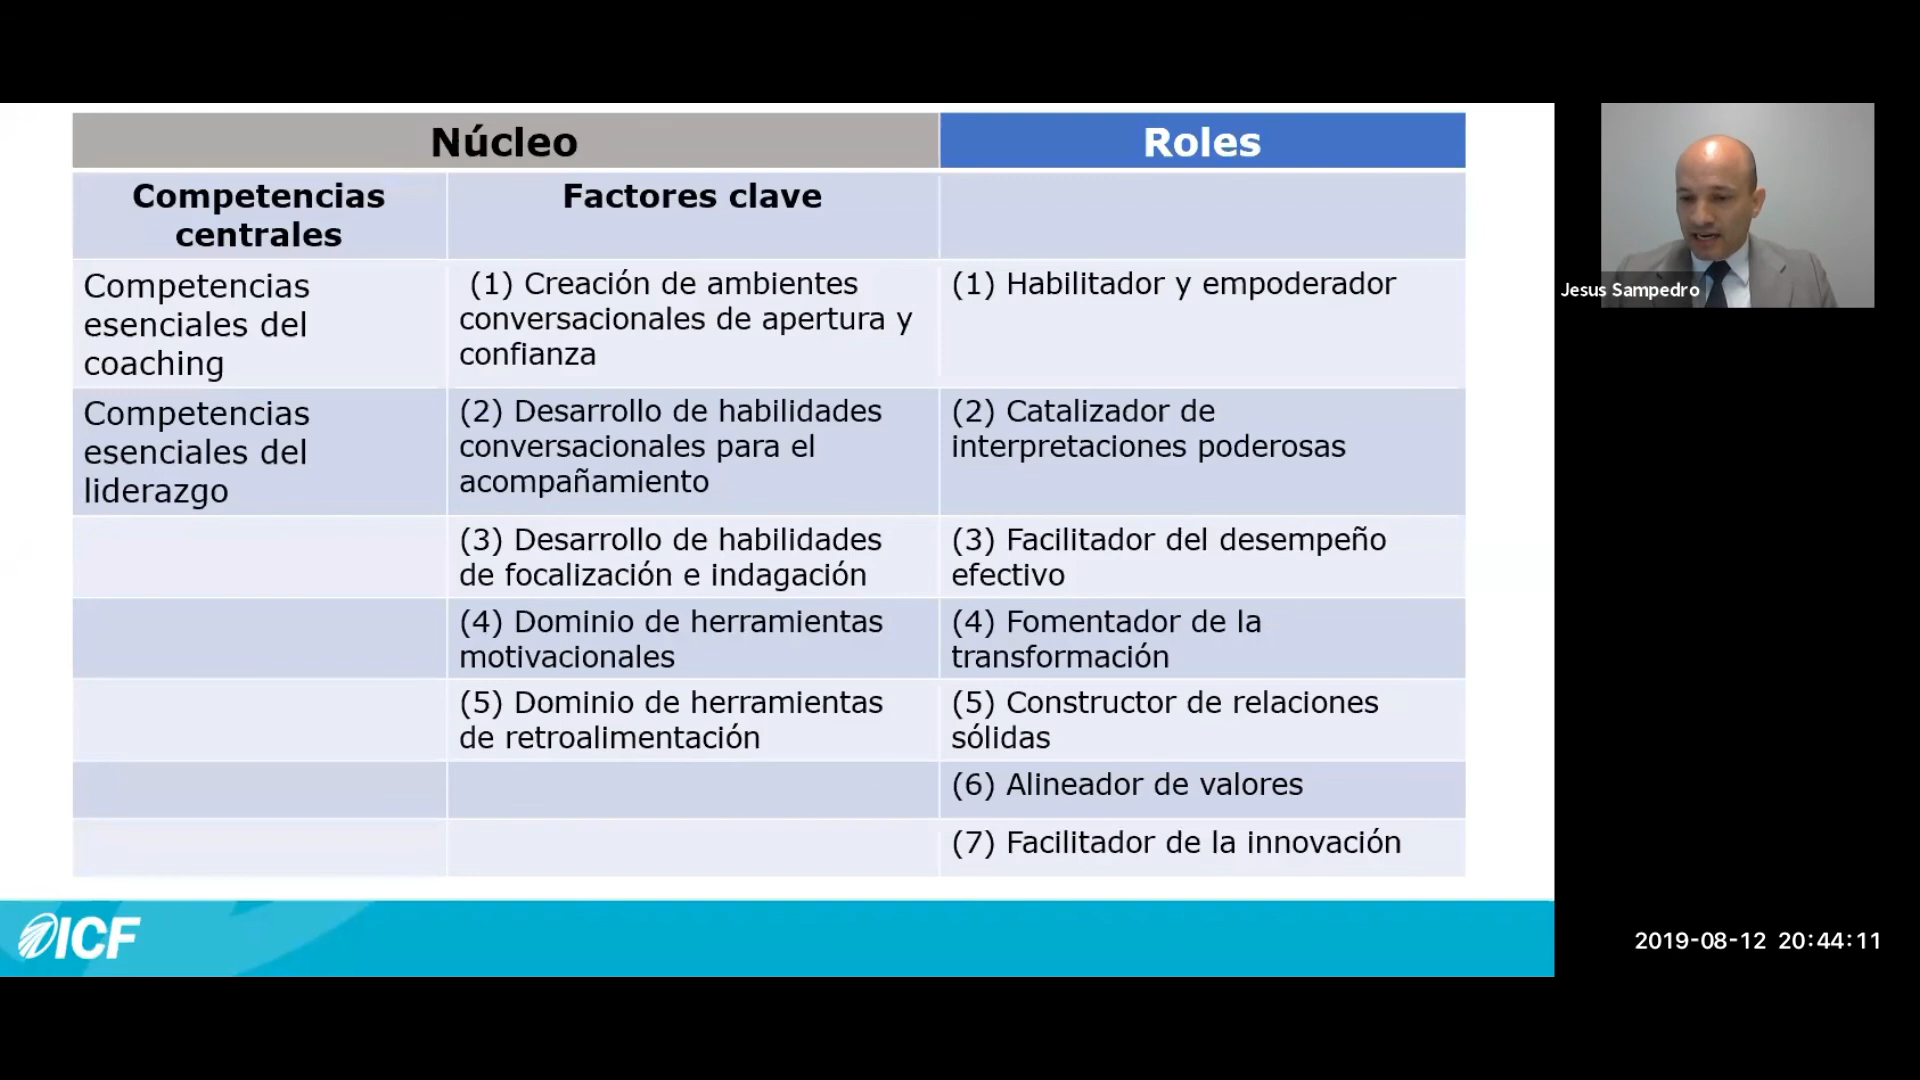 Núcleo
Roles
Competencias
centrales
Factores clave
Competencias
esenciales del
coaching
(1) Creación de ambientes
conversacionales de apertura y
confianza
(1) Habilitador y empoderador
Competencias
esenciales del
liderazgo
(2) Desarrollo de habilidades
conversacionales para el
acompañamiento
(2) Catalizador de
interpretaciones poderosas
(3) Desarrollo de habilidades
de focalización e indagación
(3) Facilitador del desempeño
efectivo
(4) Dominio de herramientas
motivacionales
(4) Fomentador de la
transformación
(5) Dominio de herramientas
de retroalimentación
(5) Constructor de relaciones
sólidas
(6) Alineador de valores
(7) Facilitador de la innovación
ICF
Jesus Sampedro
2019-08-12 20:44:11